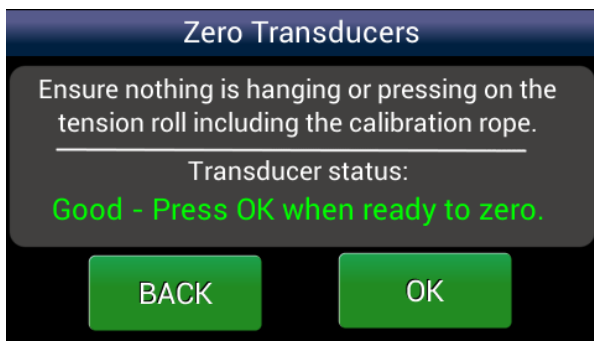 Zero Transducers
Ensure nothing is hanging or pressing on the
tension roll including the calibration rope.
Transducer status:
Good - Press OK when ready to zero.
BACK
OK